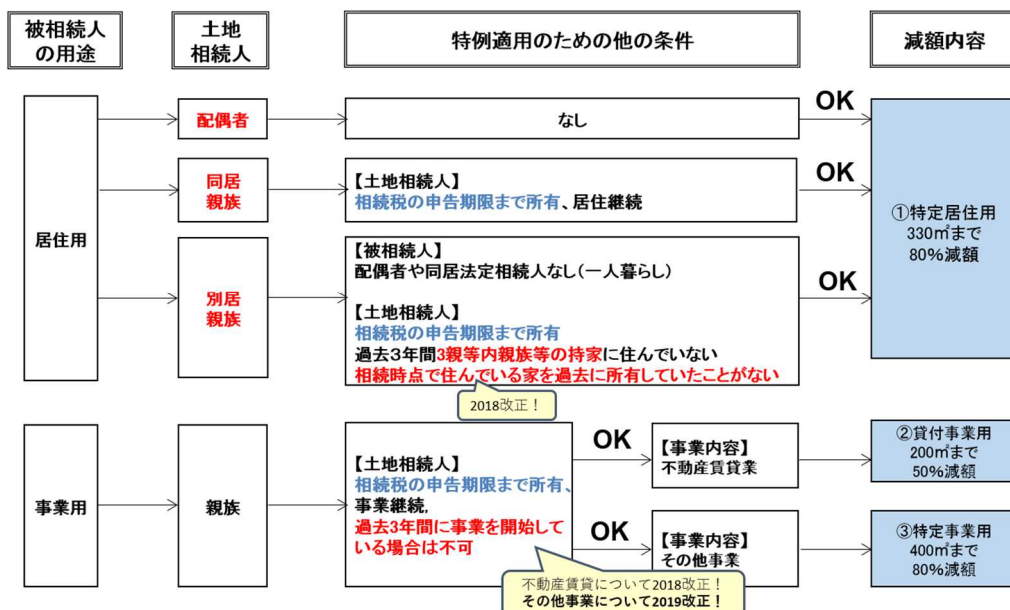 被相続人
の用途
土地
相続人
特例適用のための他の条件
減額内容
居住用
配偶者
なし
OK
同居
親族
【土地相続人】
相続税の申告期限まで所有、居住継続
OK
別居
親族
【被相続人】
配偶者や同居法定相続人なし（一人暮らし）
【土地相続人】
相続税の申告期限まで所有
過去３年間3親等内親族等の持家に住んでいない
相続時点で住んでいる家を過去に所有していたことがない
OK
①特定居住用
330㎡まで
80％減額
2018改正！
事業用
親族
【土地相続人】
相続税の申告期限まで所有、
事業継続,
過去3年間に事業を開始して
いる場合は不可
OK
【事業内容】
不動産賃貸業
②貸付事業用
200㎡まで
50％減額
OK
【事業内容】
その他事業
③特定事業用
400㎡まで
80％減額
不動産賃貸について2018改正！
その他事業について2019改正！